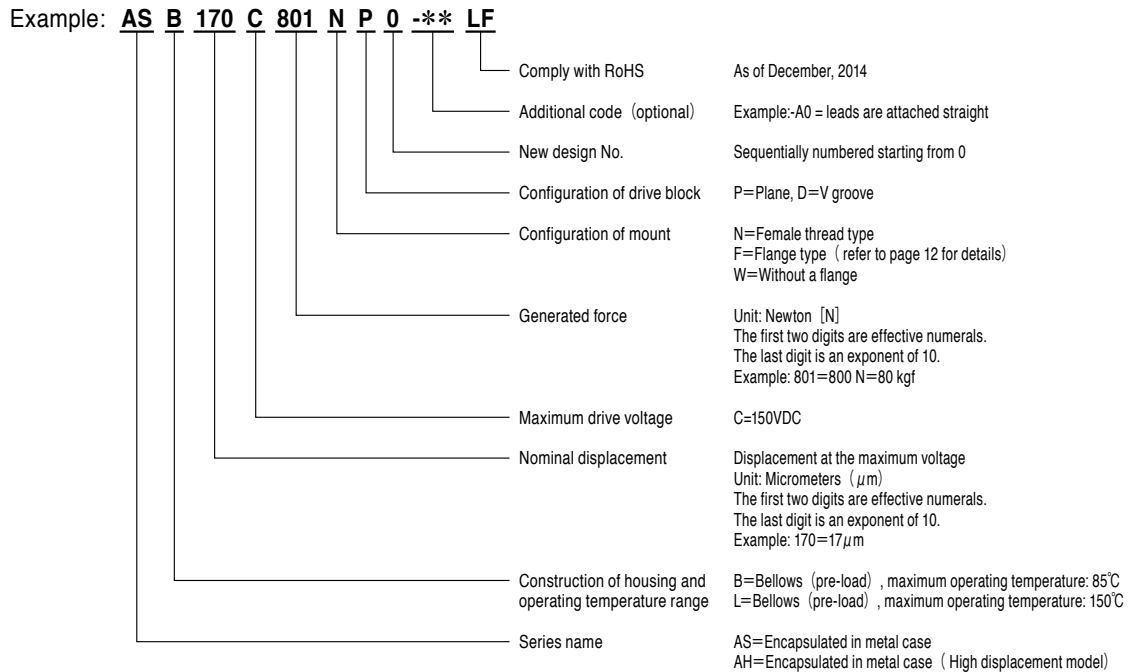 Example: AS B 170 C 801 N P 0 -** LF
Comply with RoHS As of December, 2014
Additional code (optional) Example:-A0 = leads are attached straight
New design No. Sequentially numbered starting from 0
Configuration of drive block P=Plane, D=V groove
Configuration of mount N=Female thread type
F=Flange type (refer to page 12 for details)
W=Without a flange
Generated force Unit: Newton [N]
The first two digits are effective numerals.
The last digit is an exponent of 10.
Example: 801=800 N=80 kgf
Maximum drive voltage C=150VDC
Nominal displacement Displacement at the maximum voltage
Unit: Micrometers (μm)
The first two digits are effective numerals.
The last digit is an exponent of 10.
Example: 170=17μm
Construction of housing and B=Bellows (pre-load), maximum operating temperature: 85℃
operating temperature range L=Bellows (pre-load), maximum operating temperature: 150℃
Series name AS=Encapsulated in metal case
AH=Encapsulated in metal case (High displacement model)